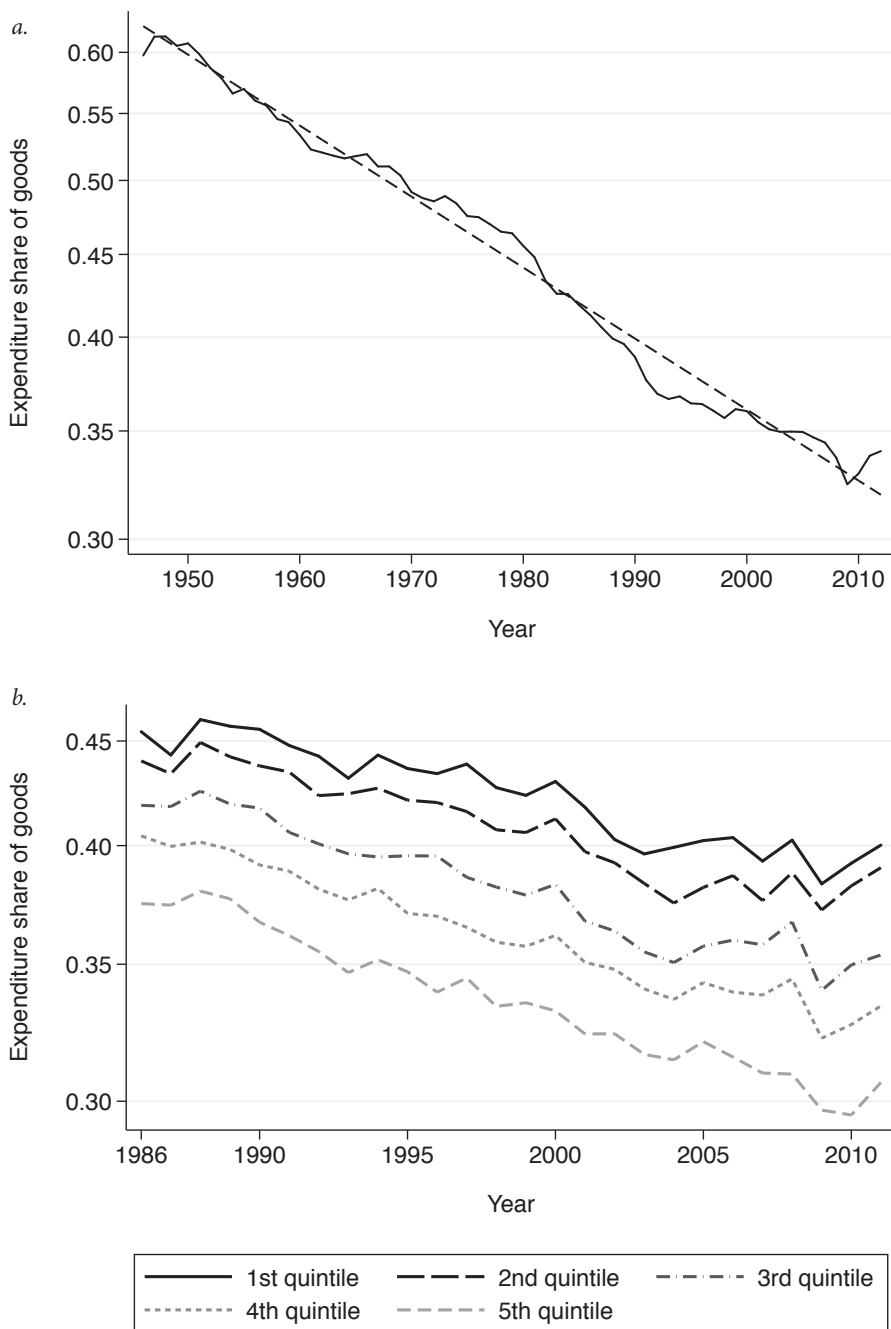 a.
Expenditure share of goods
0.60
0.55
0.50
0.45
0.40
0.35
0.30
1950 1960 1970 1980 1990 2000 2010
Year
b.
Expenditure share of goods
0.45
0.40
0.35
0.30
1986 1990 1995 2000 2005 2010
Year
1st quintile 2nd quintile 3rd quintile
4th quintile 5th quintile